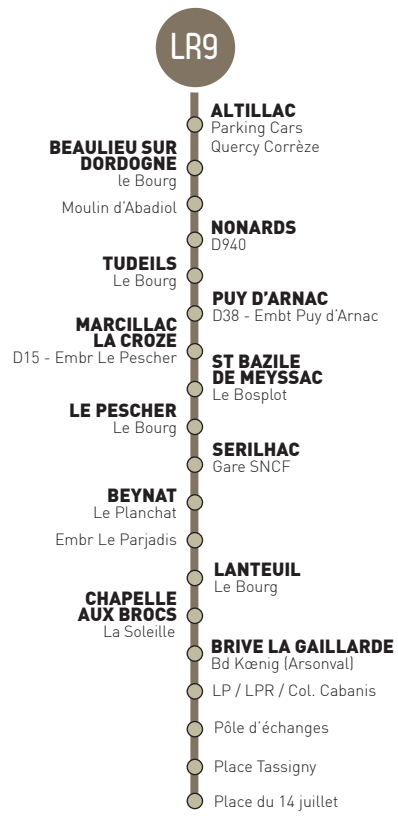 LR9
ALTILLAC
Parking Cars
Quercy Corrèze
BEAULIEU SUR
DORDOGNE
le Bourg
Moulin d'Abadiol
NONARDS
D940
TUDEILS
Le Bourg
PUY D'ARNAC
D38 - Embt Puy d'Arnac
MARCILLAC
LA CROZE
D15 - Embr Le Pescher
ST BAZILE
DE MEYSSAC
Le Bosplot
LE PESCHER
Le Bourg
SERILHAC
Gare SNCF
BEYNAT
Le Planchat
Embr Le Parjadis
LANTEUIL
Le Bourg
CHAPELLE
AUX BROCS
La Soleille
BRIVE LA GAILLARDE
Bd Kœnig (Arsonval)
LP / LPR / Col. Cabanis
Pôle d'échanges
Place Tassigny
Place du 14 juillet